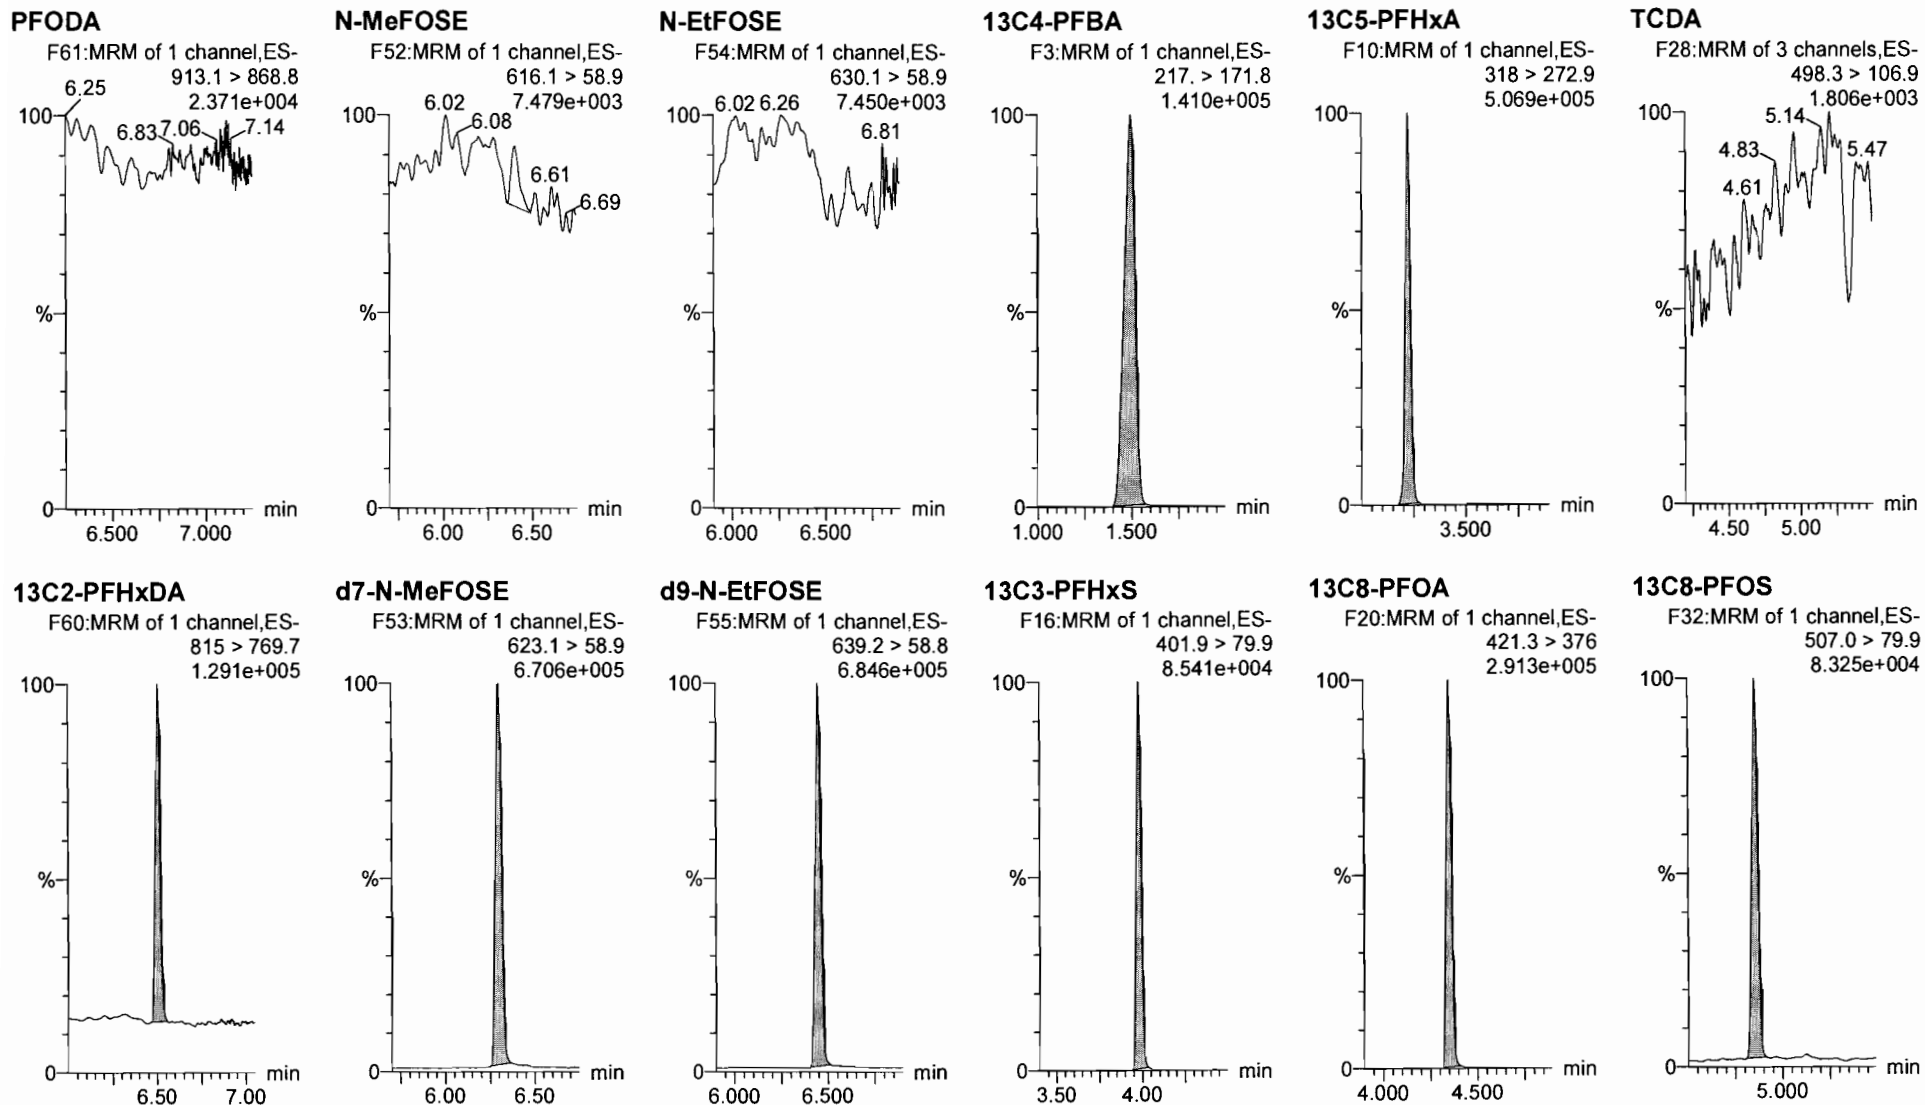 PFODA
F61:MRM of 1 channel,ES-
913.1 > 868.8
2.371e+004
6.25
100
6.83
7.06
7.14
%
0
min
6.500
7.000
N-MeFOSE
F52:MRM of 1 channel,ES-
616.1 > 58.9
7.479e+003
6.02
100
6.08
6.61
6.69
%
0
min
6.00
6.50
N-EtFOSE
F54:MRM of 1 channel,ES-
630.1 > 58.9
7.450e+003
6.02
6.26
100
6.81
%
0
min
6.000
6.500
13C4-PFBA
F3:MRM of 1 channel,ES-
217. > 171.8
1.410e+005
100
%
0
min
1.000
1.500
13C5-PFHxA
F10:MRM of 1 channel,ES-
318 > 272.9
5.069e+005
100
%
0
min
3.500
TCDA
F28:MRM of 3 channels,ES-
498.3 > 106.9
1.806e+003
100
5.14
4.83
5.47
4.61
%
0
min
4.50
5.00
13C2-PFHxDA
F60:MRM of 1 channel,ES-
815 > 769.7
1.291e+005
100
%
0
min
6.50
7.00
d7-N-MeFOSE
F53:MRM of 1 channel,ES-
623.1 > 58.9
6.706e+005
100
%
0
min
6.00
6.50
d9-N-EtFOSE
F55:MRM of 1 channel,ES-
639.2 > 58.8
6.846e+005
100
%
0
min
6.000
6.500
13C3-PFHxS
F16:MRM of 1 channel,ES-
401.9 > 79.9
8.541e+004
100
%
0
min
3.50
4.00
13C8-PFOA
F20:MRM of 1 channel,ES-
421.3 > 376
2.913e+005
100
%
0
min
4.000
4.500
13C8-PFOS
F32:MRM of 1 channel,ES-
507.0 > 79.9
8.325e+004
100
%
0
min
5.000